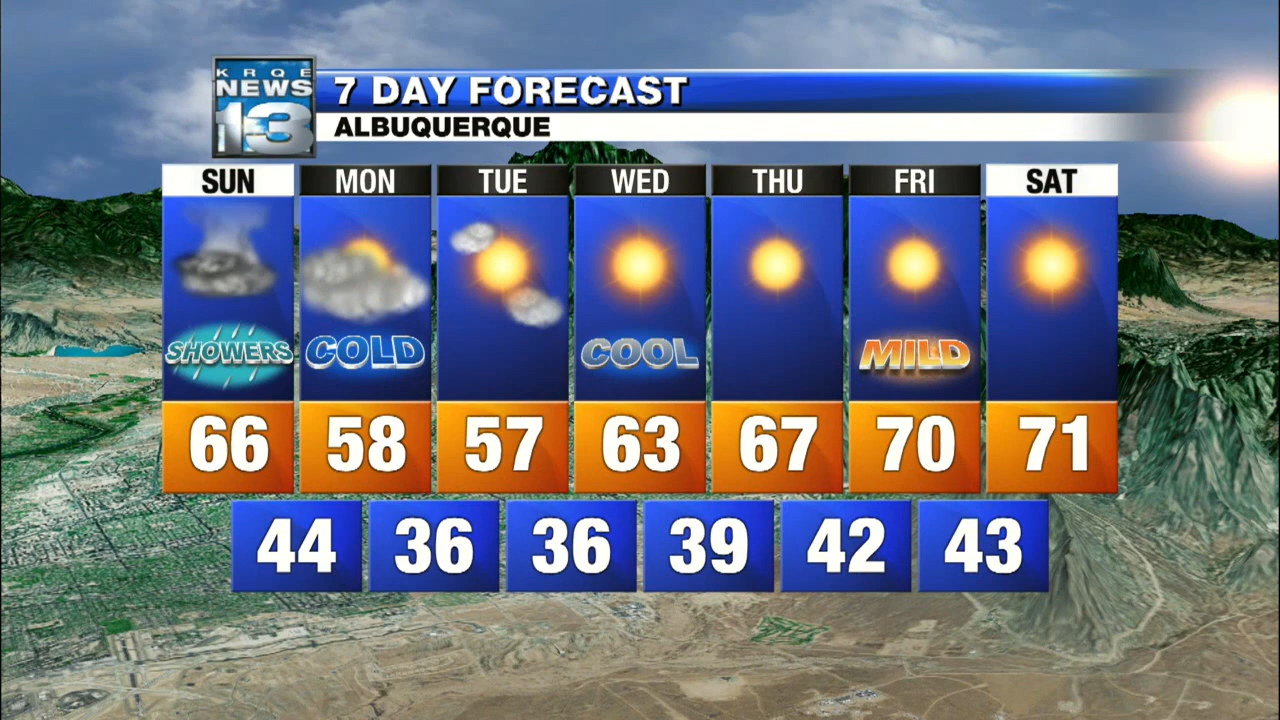 KRQE
NEWS
13
7 DAY FORECAST
ALBUQUERQUE
SUN MON TUE WED THU FRI SAT
SHOWERS COLD COOL MILD
66 58 57 63 67 70 71
44 36 36 39 42 43